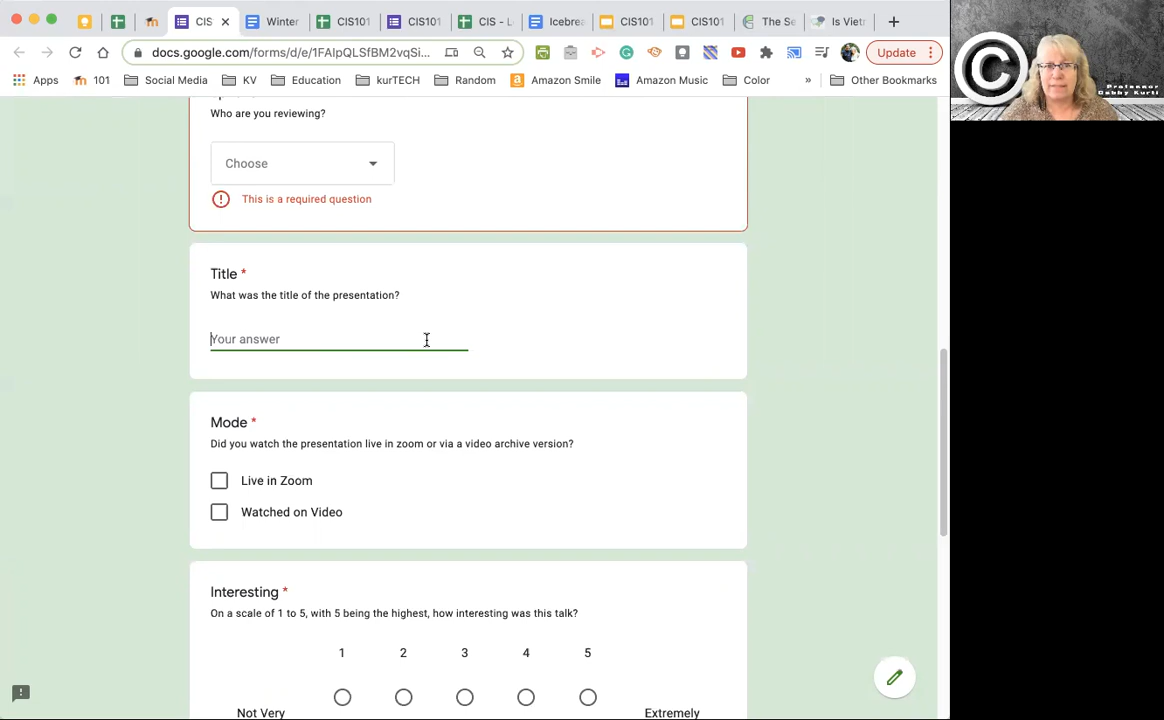 CIS
Winter
CIS101
CIS101
CIS - L
Icebrea
CIS101
CIS101
The Se
Is Vietn
docs.google.com/forms/d/e/1FAIpQLSfBM2vqSi...
Update
Apps
101
Social Media
KV
Education
kurTECH
Random
Amazon Smile
Amazon Music
Color
»
Other Bookmarks
Professor
Gabby Kurti
Who are you reviewing?
Choose
This is a required question
Title *
What was the title of the presentation?
Your answer
Mode *
Did you watch the presentation live in zoom or via a video archive version?
Live in Zoom
Watched on Video
Interesting *
On a scale of 1 to 5, with 5 being the highest, how interesting was this talk?
1 2 3 4 5
Not Very
Extremely